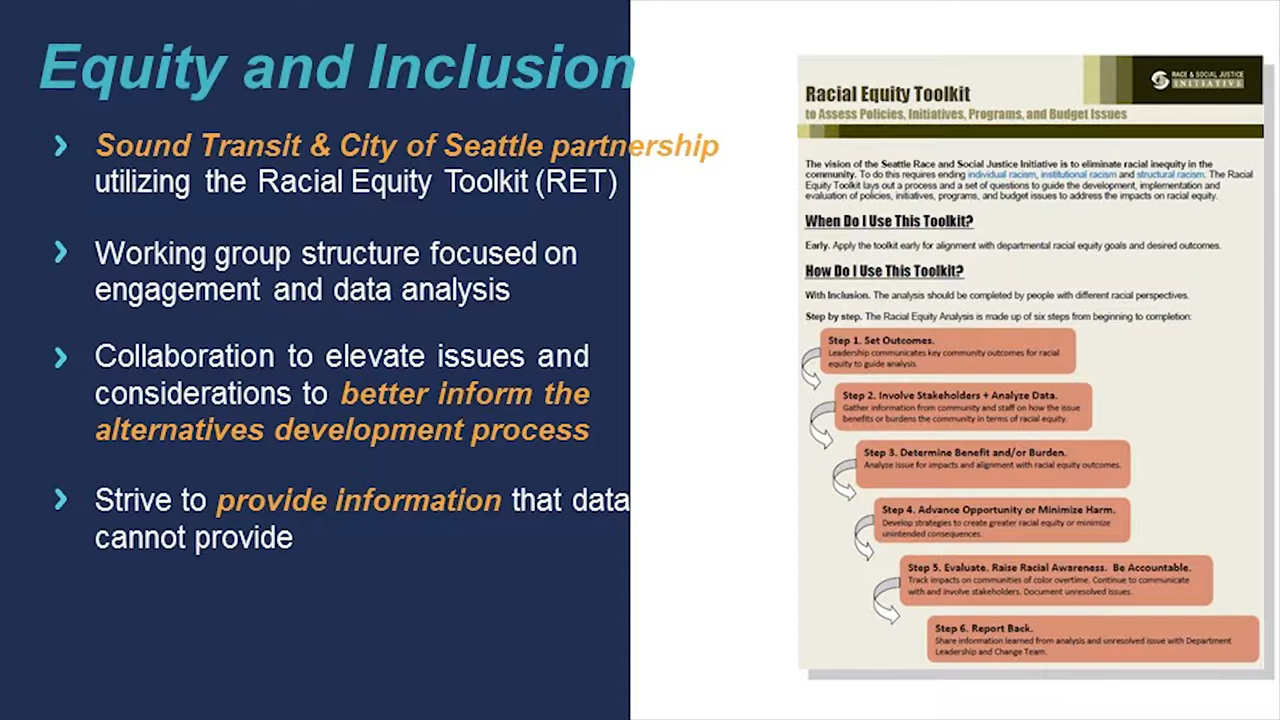 Equity and Inclusion
Sound Transit & City of Seattle partnership
utilizing the Racial Equity Toolkit (RET)
Working group structure focused on
engagement and data analysis
Collaboration to elevate issues and
considerations to better inform the
alternatives development process
Strive to provide information that data
cannot provide
RACE & SOCIAL JUSTICE
INITIATIVE
Racial Equity Toolkit
to Assess Policies, Initiatives, Programs, and Budget Issues
The vision of the Seattle Race and Social Justice Initiative is to eliminate racial inequity in the
community. To do this requires ending individual racism, institutional racism and structural racism. The Racial
Equity Toolkit lays out a process and a set of questions to guide the development, implementation and
evaluation of policies, initiatives, programs, and budget issues to address the impacts on racial equity.
When Do I Use This Toolkit?
Early. Apply the toolkit early for alignment with departmental racial equity goals and desired outcomes.
How Do I Use This Toolkit?
With Inclusion. The analysis should be completed by people with different racial perspectives.
Step by step. The Racial Equity Analysis is made up of six steps from beginning to completion:
Step 1. Set Outcomes.
Leadership communicates key community outcomes for racial
equity to guide analysis.
Step 2. Involve Stakeholders + Analyze Data.
Gather information from community and staff on how the issue
benefits or burdens the community in terms of racial equity.
Step 3. Determine Benefit and/or Burden.
Analyze issue for impacts and alignment with racial equity outcomes.
Step 4. Advance Opportunity or Minimize Harm.
Develop strategies to create greater racial equity or minimize
unintended consequences.
Step 5. Evaluate. Raise Racial Awareness. Be Accountable.
Track impacts on communities of color overtime. Continue to communicate
with and involve stakeholders. Document unresolved issues.
Step 6. Report Back.
Share information learned from analysis and unresolved issue with Department
Leadership and Change Team.